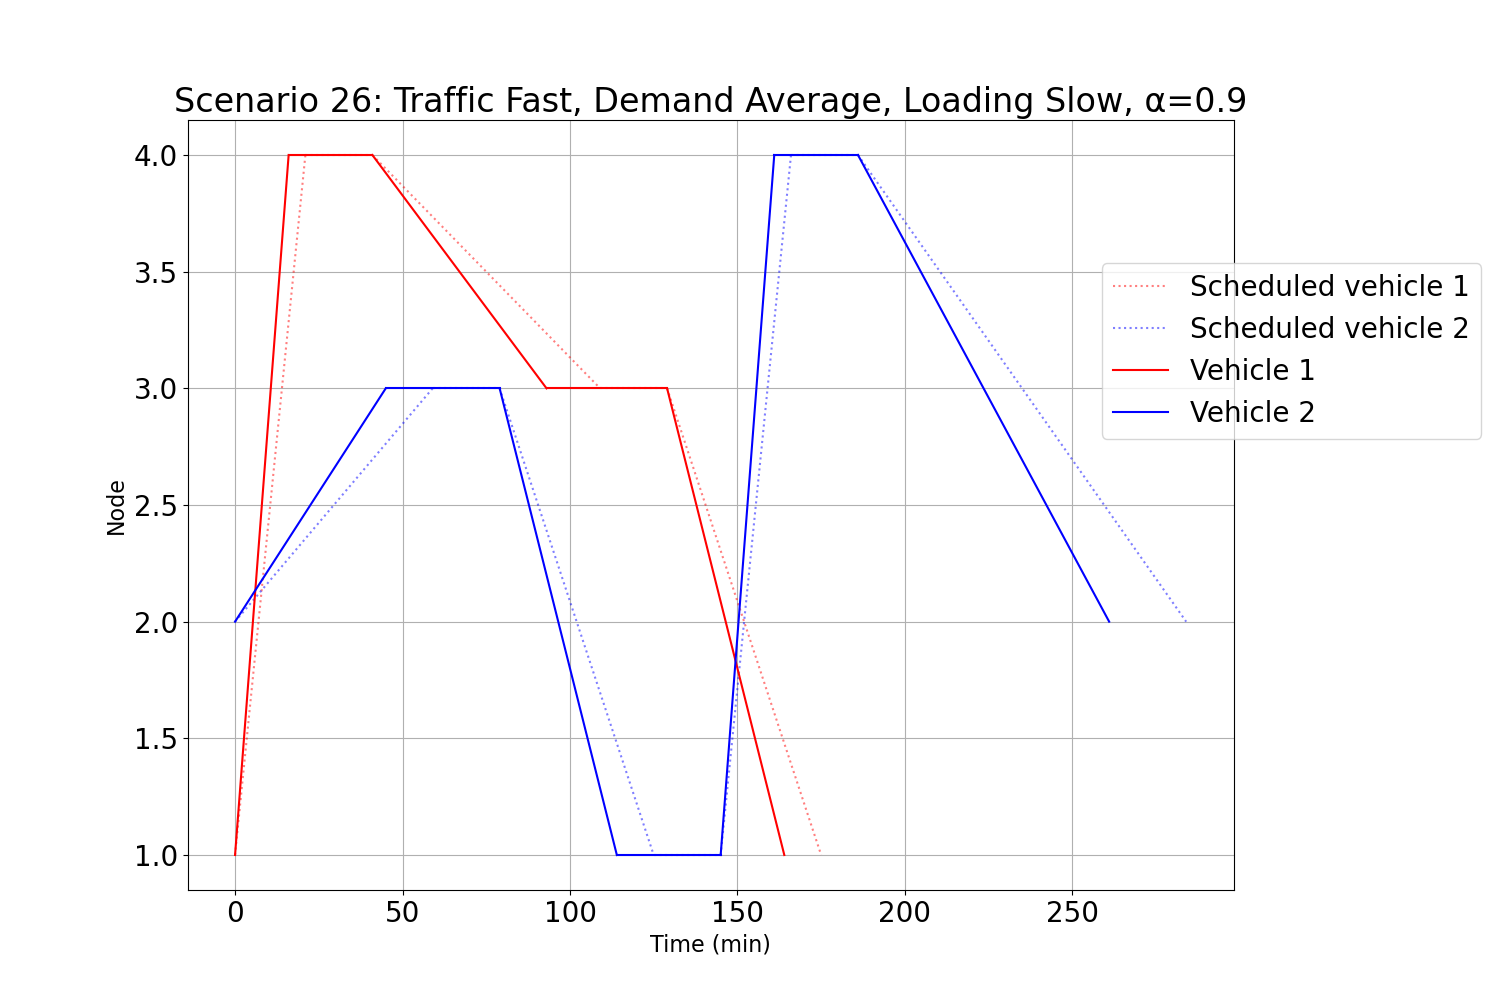 Scenario 26: Traffic Fast, Demand Average, Loading Slow, α=0.9
4.0
3.5
3.0
2.5
2.0
1.5
1.0
Node
0 50 100 150 200 250
Time (min)
Scheduled vehicle 1
Scheduled vehicle 2
Vehicle 1
Vehicle 2